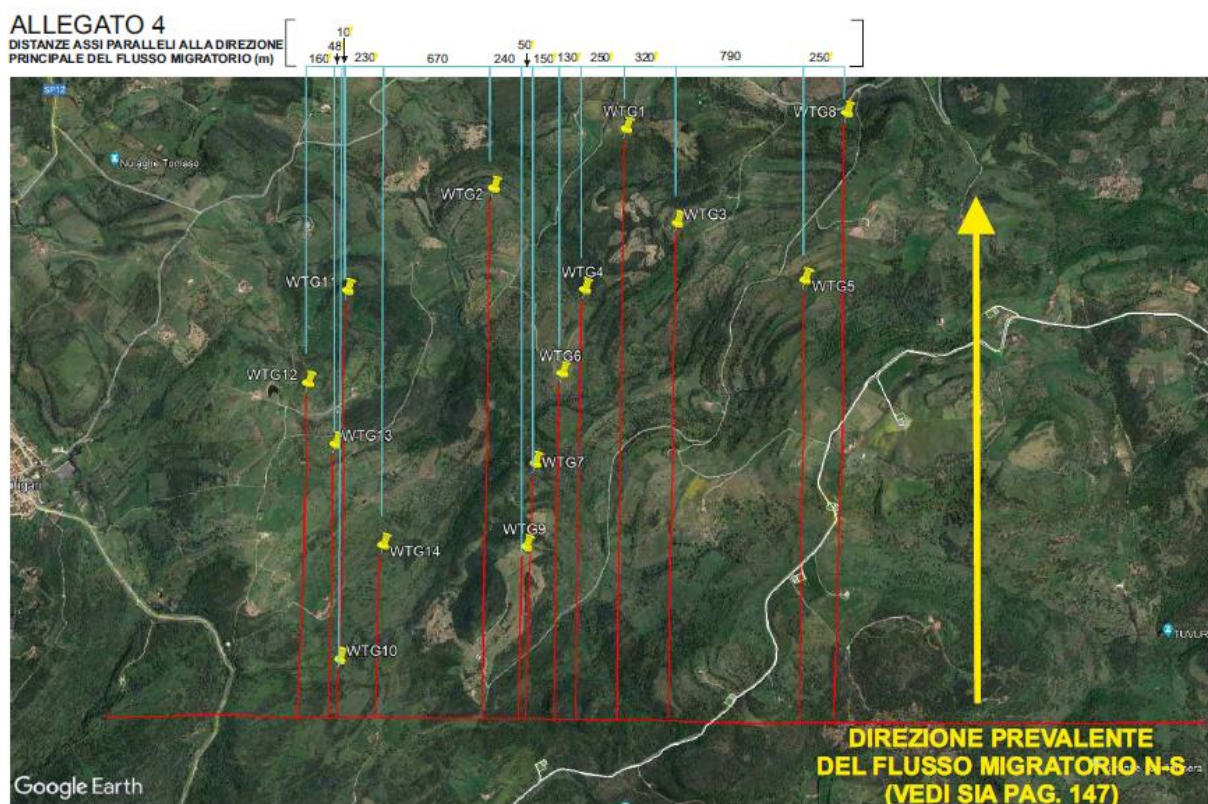 ALLEGATO 4
DISTANZE ASSI PARALLELI ALLA DIREZIONE
PRINCIPALE DEL FLUSSO MIGRATORIO (m)
10
48
50
160 230 670 240 150 130 250 320 790 250
SP12
Nuraghe Tomaso
WTG1
WTG8
WTG2
WTG3
WTG11
WTG4
WTG5
WTG6
WTG12
WTG13
WTG7
WTG9
WTG14
WTG10
DIREZIONE PREVALENTE
DEL FLUSSO MIGRATORIO N-S
(VEDI SIA PAG. 147)
Google Earth